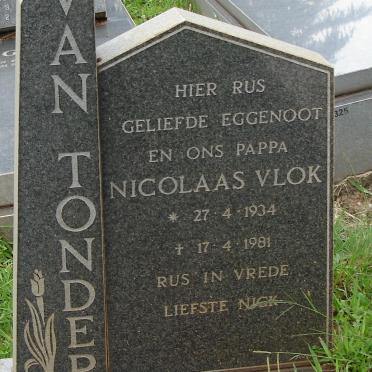 VAN TONDER
HIER RUS
GELIEFDE EGGENOOT
EN ONS PAPPA
NICOLAAS VLOK
* 27·4·1934
† 17·4·1981
RUS IN VREDE
LIEFSTE NICK
325